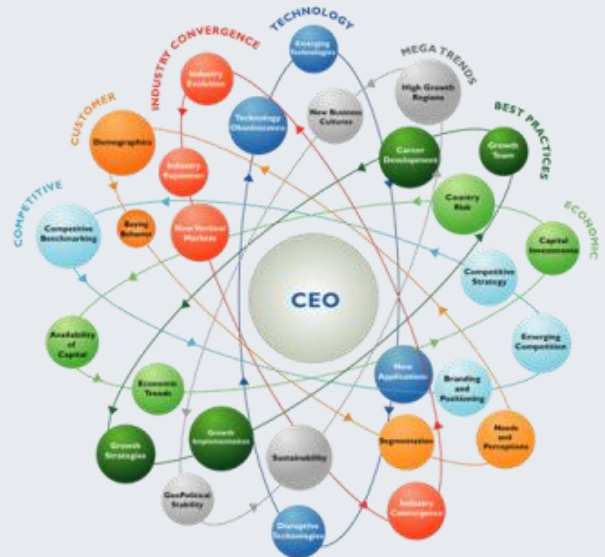 TECHNOLOGY
INDUSTRY CONVERGENCE
MEGA TRENDS
CUSTOMER
BEST PRACTICES
COMPETITIVE
ECONOMIC
Emerging
Technologies
Industry
Evolution
High Growth
Regions
New Business
Cultures
Technology
Obsolescence
Demographics
Career
Development
Growth
Team
Industry
Expansion
Country
Risk
Buying
Behavior
New Vertical
Markets
Competitive
Benchmarking
Capital
Investments
Competitive
Strategy
CEO
Availability
of
Capital
Emerging
Competition
New
Applications
Economic
Trends
Branding
and
Positioning
Growth
Implementation
Segmentation
Needs
and
Perceptions
Growth
Strategies
Sustainability
GeoPolitical
Stability
Industry
Convergence
Disruptive
Technologies